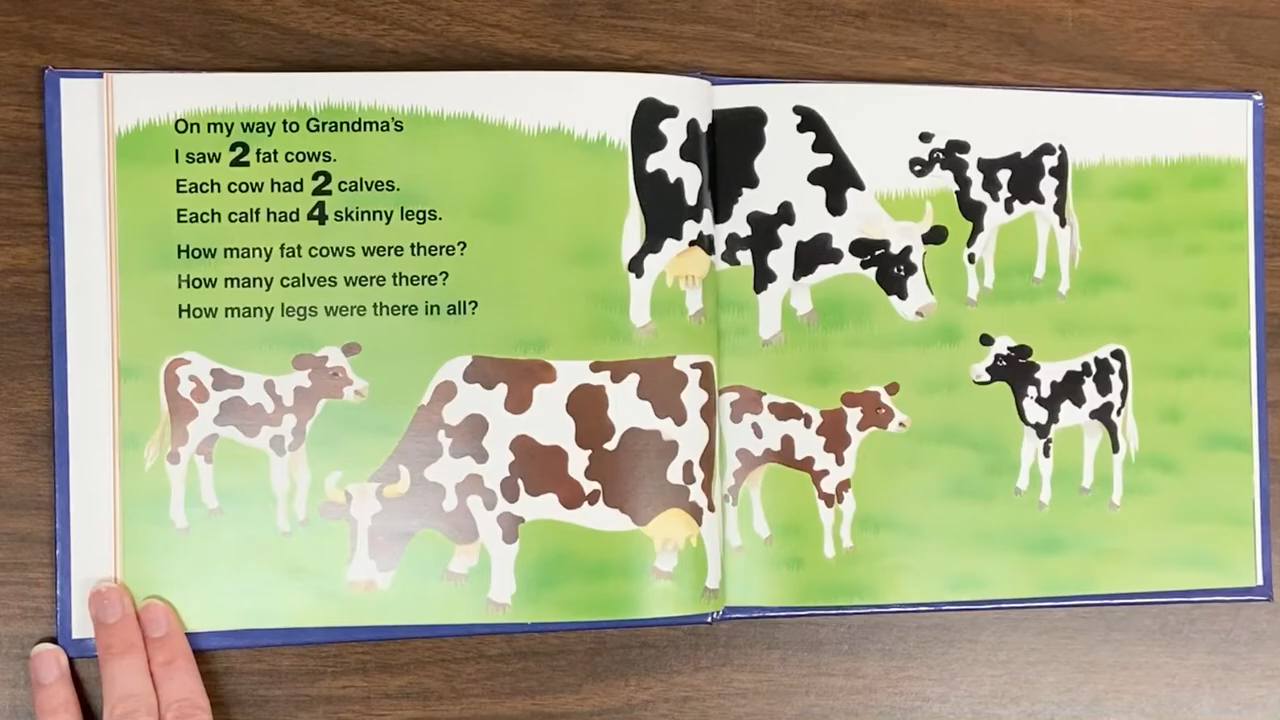 On my way to Grandma's
I saw 2 fat cows.
Each cow had 2 calves.
Each calf had 4 skinny legs.
How many fat cows were there?
How many calves were there?
How many legs were there in all?